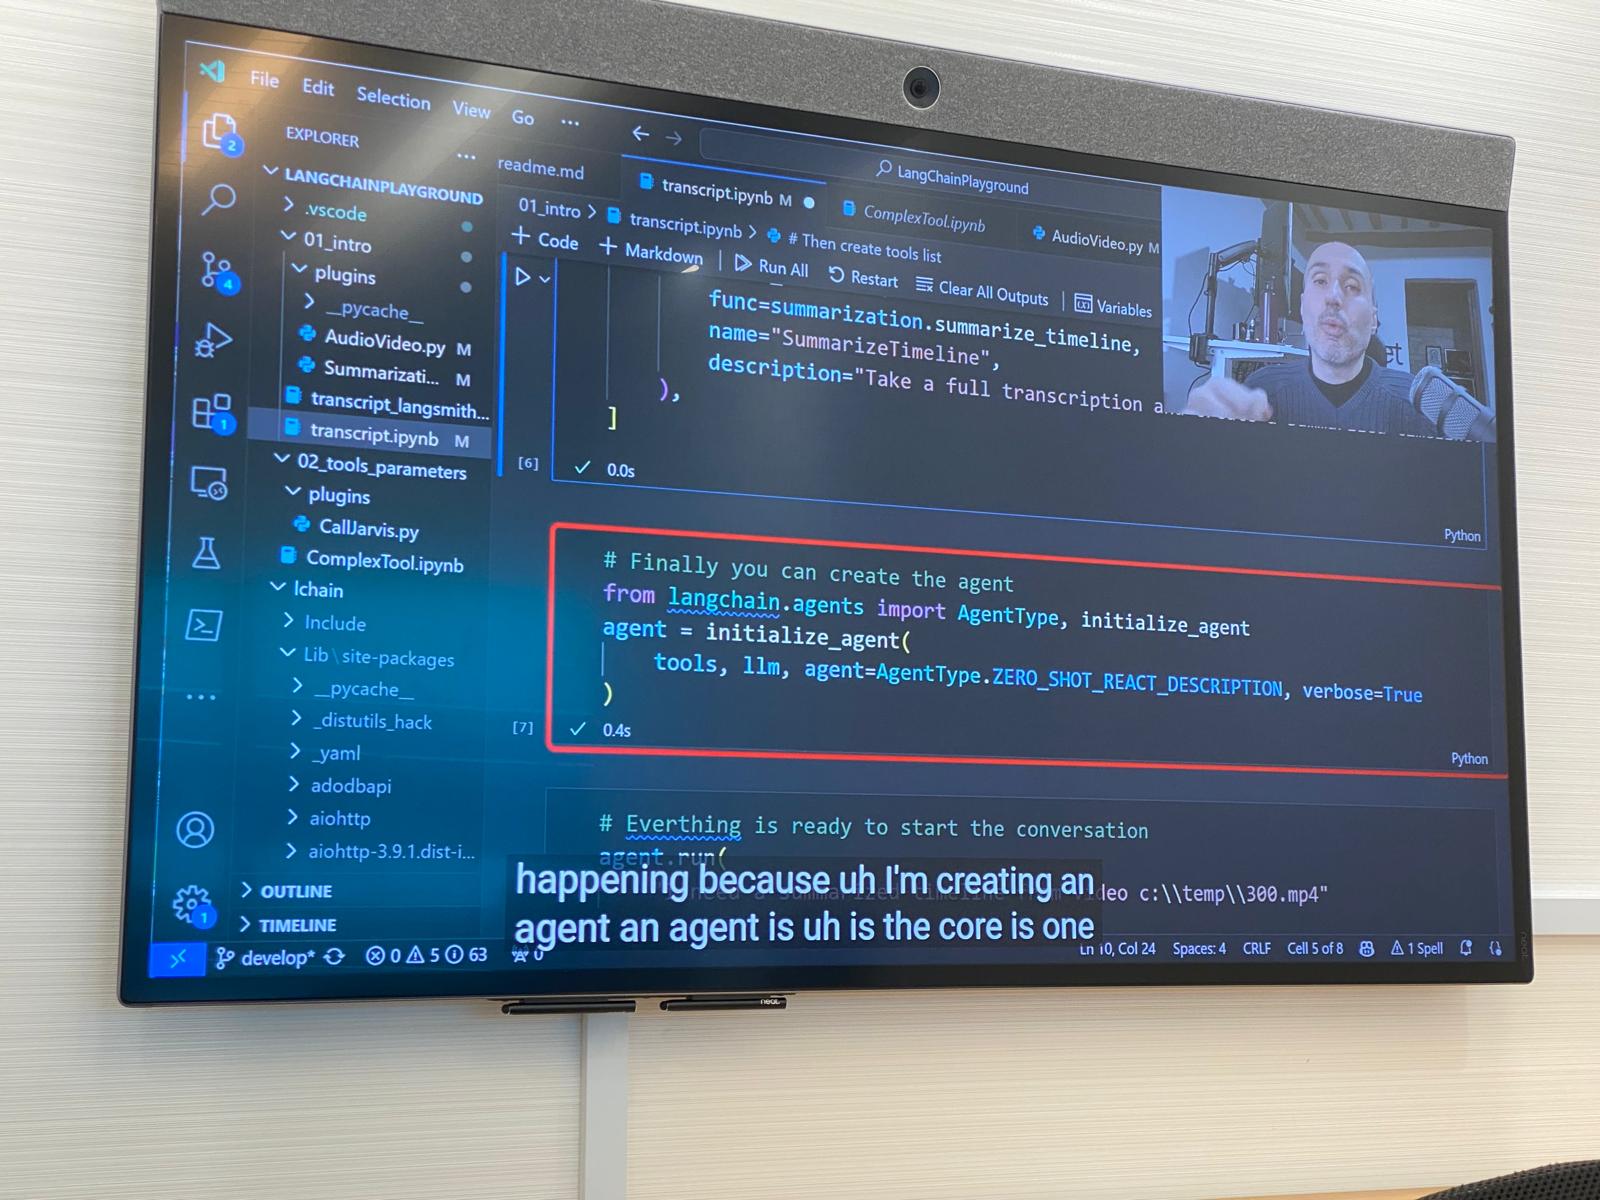 File Edit Selection View Go ...
LangChainPlayground
EXPLORER ...
LANGCHAINPLAYGROUND
.vscode
01_intro
plugins
__pycache__
AudioVideo.py M
Summarizati... M
transcript_langsmith...
transcript.ipynb M
02_tools_parameters
plugins
CallJarvis.py
ComplexTool.ipynb
lchain
Include
Lib\site-packages
__pycache__
_distutils_hack
_yaml
adodbapi
aiohttp
aiohttp-3.9.1.dist-i...
OUTLINE
TIMELINE
2
4
1
1
readme.md transcript.ipynb M ComplexTool.ipynb AudioVideo.py M
01_intro > transcript.ipynb > # Then create tools list
+ Code + Markdown Run All Restart Clear All Outputs Variables
func=summarization.summarize_timeline,
name="SummarizeTimeline",
description="Take a full transcription
),
]
[6] 0.0s
Python
# Finally you can create the agent
from langchain.agents import AgentType, initialize_agent
agent = initialize_agent(
tools, llm, agent=AgentType.ZERO_SHOT_REACT_DESCRIPTION, verbose=True
)
[7] 0.4s
Python
# Everthing is ready to start the conversation
agent.run(
video c:\\temp\\300.mp4"
happening because uh I'm creating an
agent an agent is uh is the core is one
develop* 0 5 63 0 Ln 10, Col 24 Spaces: 4 CRLF Cell 5 of 8 1 Spell
neat